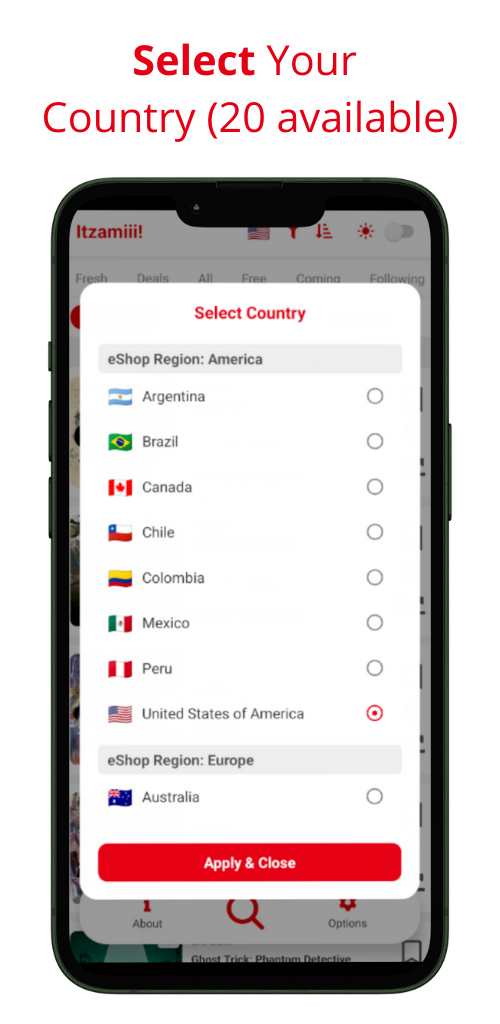 Select Your
Country (20 available)
Itzamiii!
Fresh Deals All Free Coming Following
Select Country
eShop Region: America
Argentina
Brazil
Canada
Chile
Colombia
Mexico
Peru
United States of America
eShop Region: Europe
Australia
Apply & Close
About Options
Ghost Trick: Phantom Detective